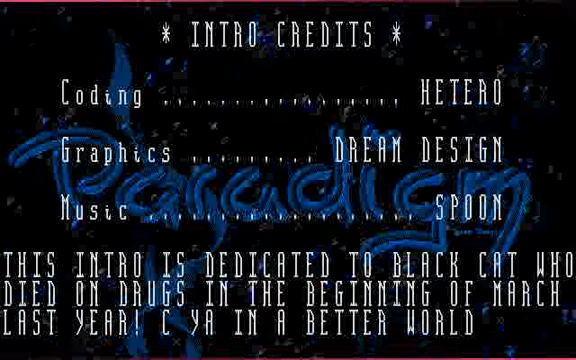 * INTRO CREDITS *
Coding ................. HETERO
Graphics ......... DREAM DESIGN
Paradigm
Music ................... SPOON
THIS INTRO IS DEDICATED TO BLACK CAT WHO
DIED ON DRUGS IN THE BEGINNING OF MARCH
LAST YEAR! C YA IN A BETTER WORLD